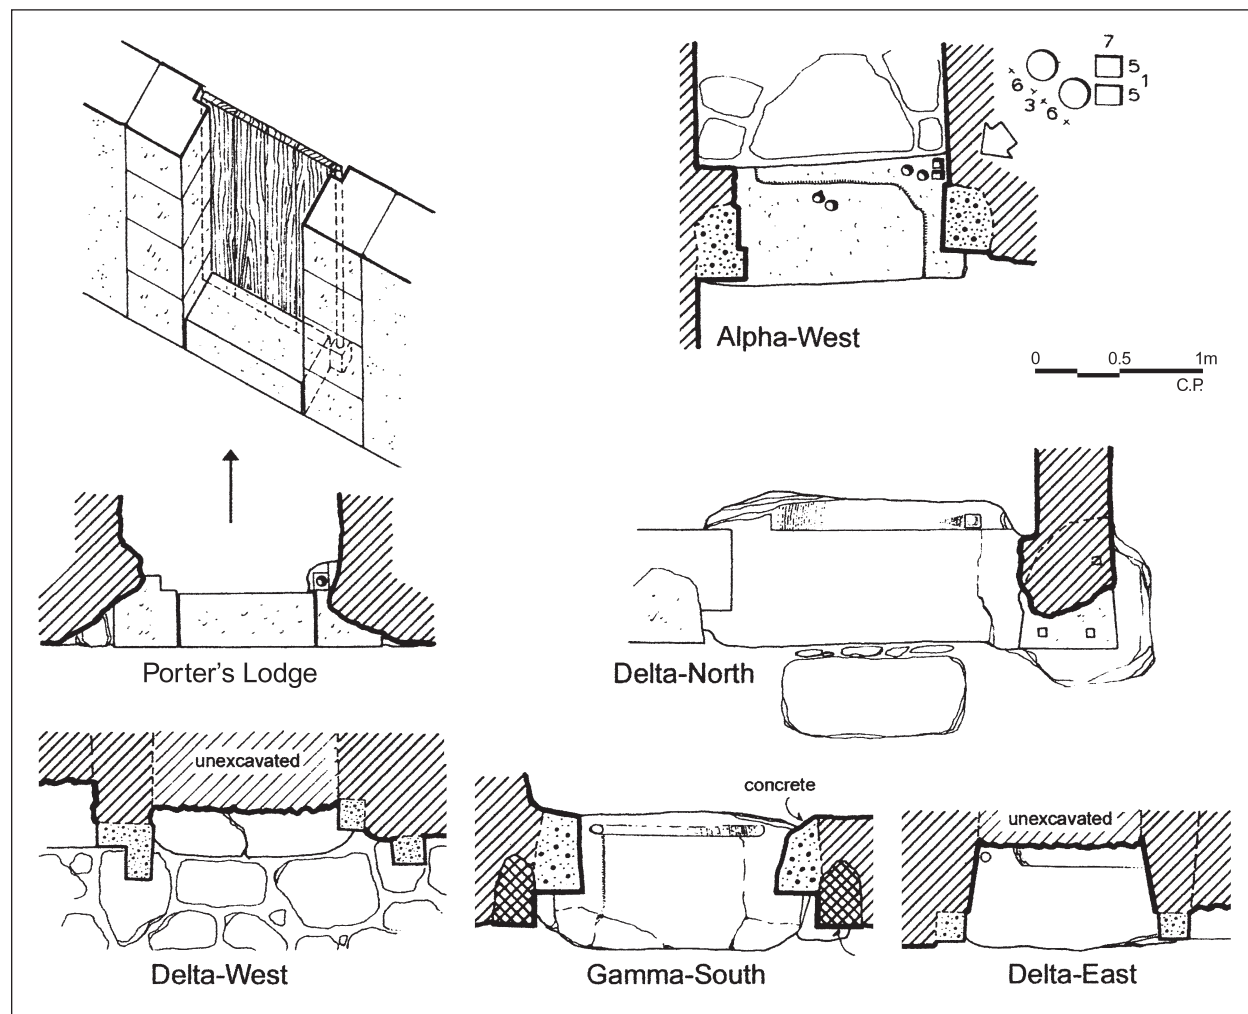 7
5
1
5
6
3
6
Alpha-West
0 0.5 1m
C.P.
Porter's Lodge
Delta-North
unexcavated
concrete
unexcavated
Delta-West
Gamma-South
Delta-East